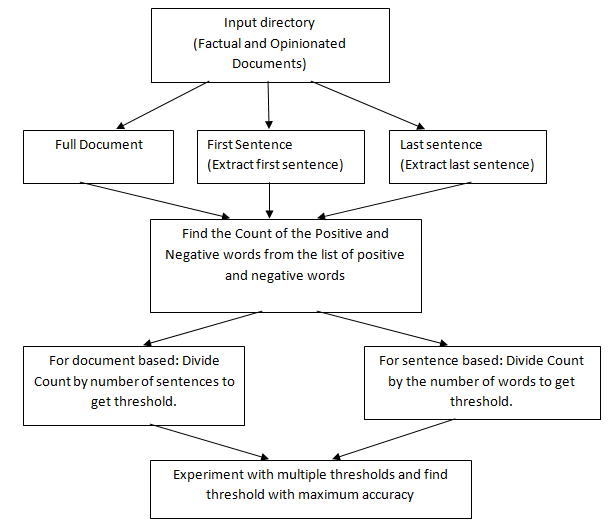 Input directory
(Factual and Opinionated
Documents)
Full Document
First Sentence
(Extract first sentence)
Last sentence
(Extract last sentence)
Find the Count of the Positive and
Negative words from the list of positive
and negative words
For document based: Divide
Count by number of sentences to
get threshold.
For sentence based: Divide Count
by the number of words to get
threshold.
Experiment with multiple thresholds and find
threshold with maximum accuracy